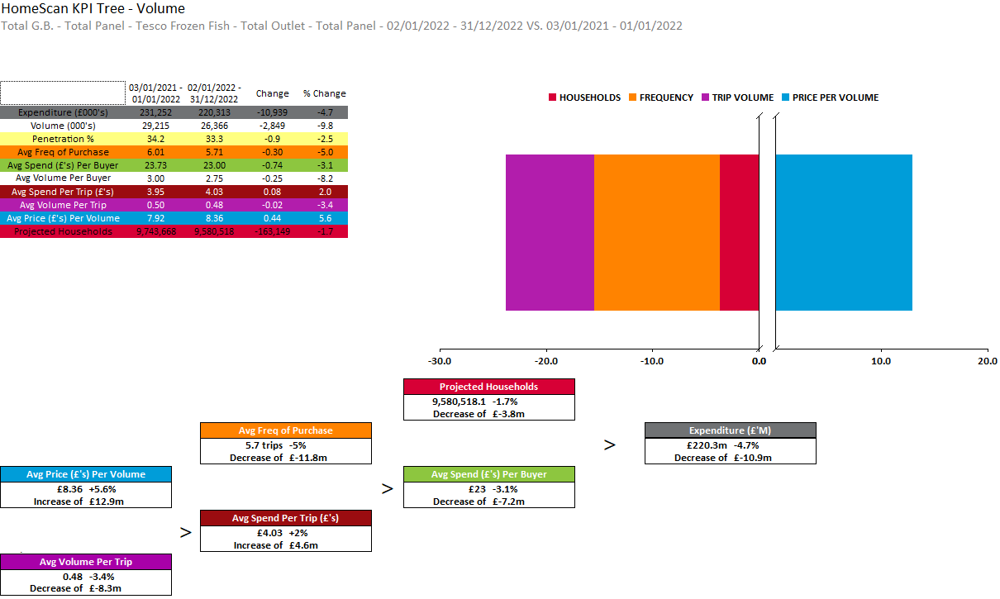 HomeScan KPI Tree - Volume
Total G.B. - Total Panel - Tesco Frozen Fish - Total Outlet - Total Panel - 02/01/2022 - 31/12/2022 VS. 03/01/2021 - 01/01/2022
03/01/2021 - 01/01/2022 02/01/2022 - 31/12/2022 Change % Change
Expenditure (£000's) 231,252 220,313 -10,939 -4.7
Volume (000's) 29,215 26,366 -2,849 -9.8
Penetration % 34.2 33.3 -0.9 -2.5
Avg Freq of Purchase 6.01 5.71 -0.30 -5.0
Avg Spend (£'s) Per Buyer 23.73 23.00 -0.74 -3.1
Avg Volume Per Buyer 3.00 2.75 -0.25 -8.2
Avg Spend Per Trip (£'s) 3.95 4.03 0.08 2.0
Avg Volume Per Trip 0.50 0.48 -0.02 -3.4
Avg Price (£'s) Per Volume 7.92 8.36 0.44 5.6
Projected Households 9,743,668 9,580,518 -163,149 -1.7
HOUSEHOLDS FREQUENCY TRIP VOLUME PRICE PER VOLUME
-30.0 -20.0 -10.0 0.0 10.0 20.0
Projected Households
9,580,518.1 -1.7%
Decrease of £-3.8m
Avg Freq of Purchase
5.7 trips -5%
Decrease of £-11.8m
>
Expenditure (£'M)
£220.3m -4.7%
Decrease of £-10.9m
Avg Price (£'s) Per Volume
£8.36 +5.6%
Increase of £12.9m
>
Avg Spend (£'s) Per Buyer
£23 -3.1%
Decrease of £-7.2m
>
Avg Spend Per Trip (£'s)
£4.03 +2%
Increase of £4.6m
Avg Volume Per Trip
0.48 -3.4%
Decrease of £-8.3m